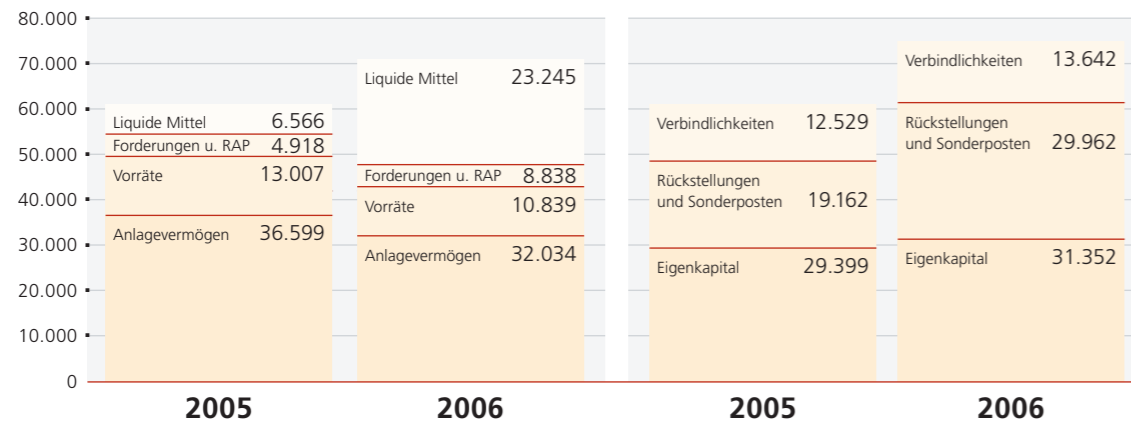 80.000
70.000
60.000
50.000
40.000
30.000
20.000
10.000
0
Liquide Mittel 6.566
Forderungen u. RAP 4.918
Vorräte 13.007
Anlagevermögen 36.599
2005
Liquide Mittel 23.245
Forderungen u. RAP 8.838
Vorräte 10.839
Anlagevermögen 32.034
2006
Verbindlichkeiten 12.529
Rückstellungen
und Sonderposten 19.162
Eigenkapital 29.399
2005
Verbindlichkeiten 13.642
Rückstellungen
und Sonderposten 29.962
Eigenkapital 31.352
2006